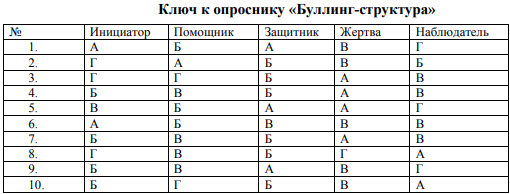 Ключ к опроснику «Буллинг-структура»
№ Инициатор Помощник Защитник Жертва Наблюдатель
1. А Б А В Г
2. Г А Б В Б
3. Г Г Б А В
4. Б В Б А В
5. В Б А А Г
6. А Б В В В
7. Б В Б А В
8. Г В Б Г А
9. Б В А В Г
10. Б Г Б В А